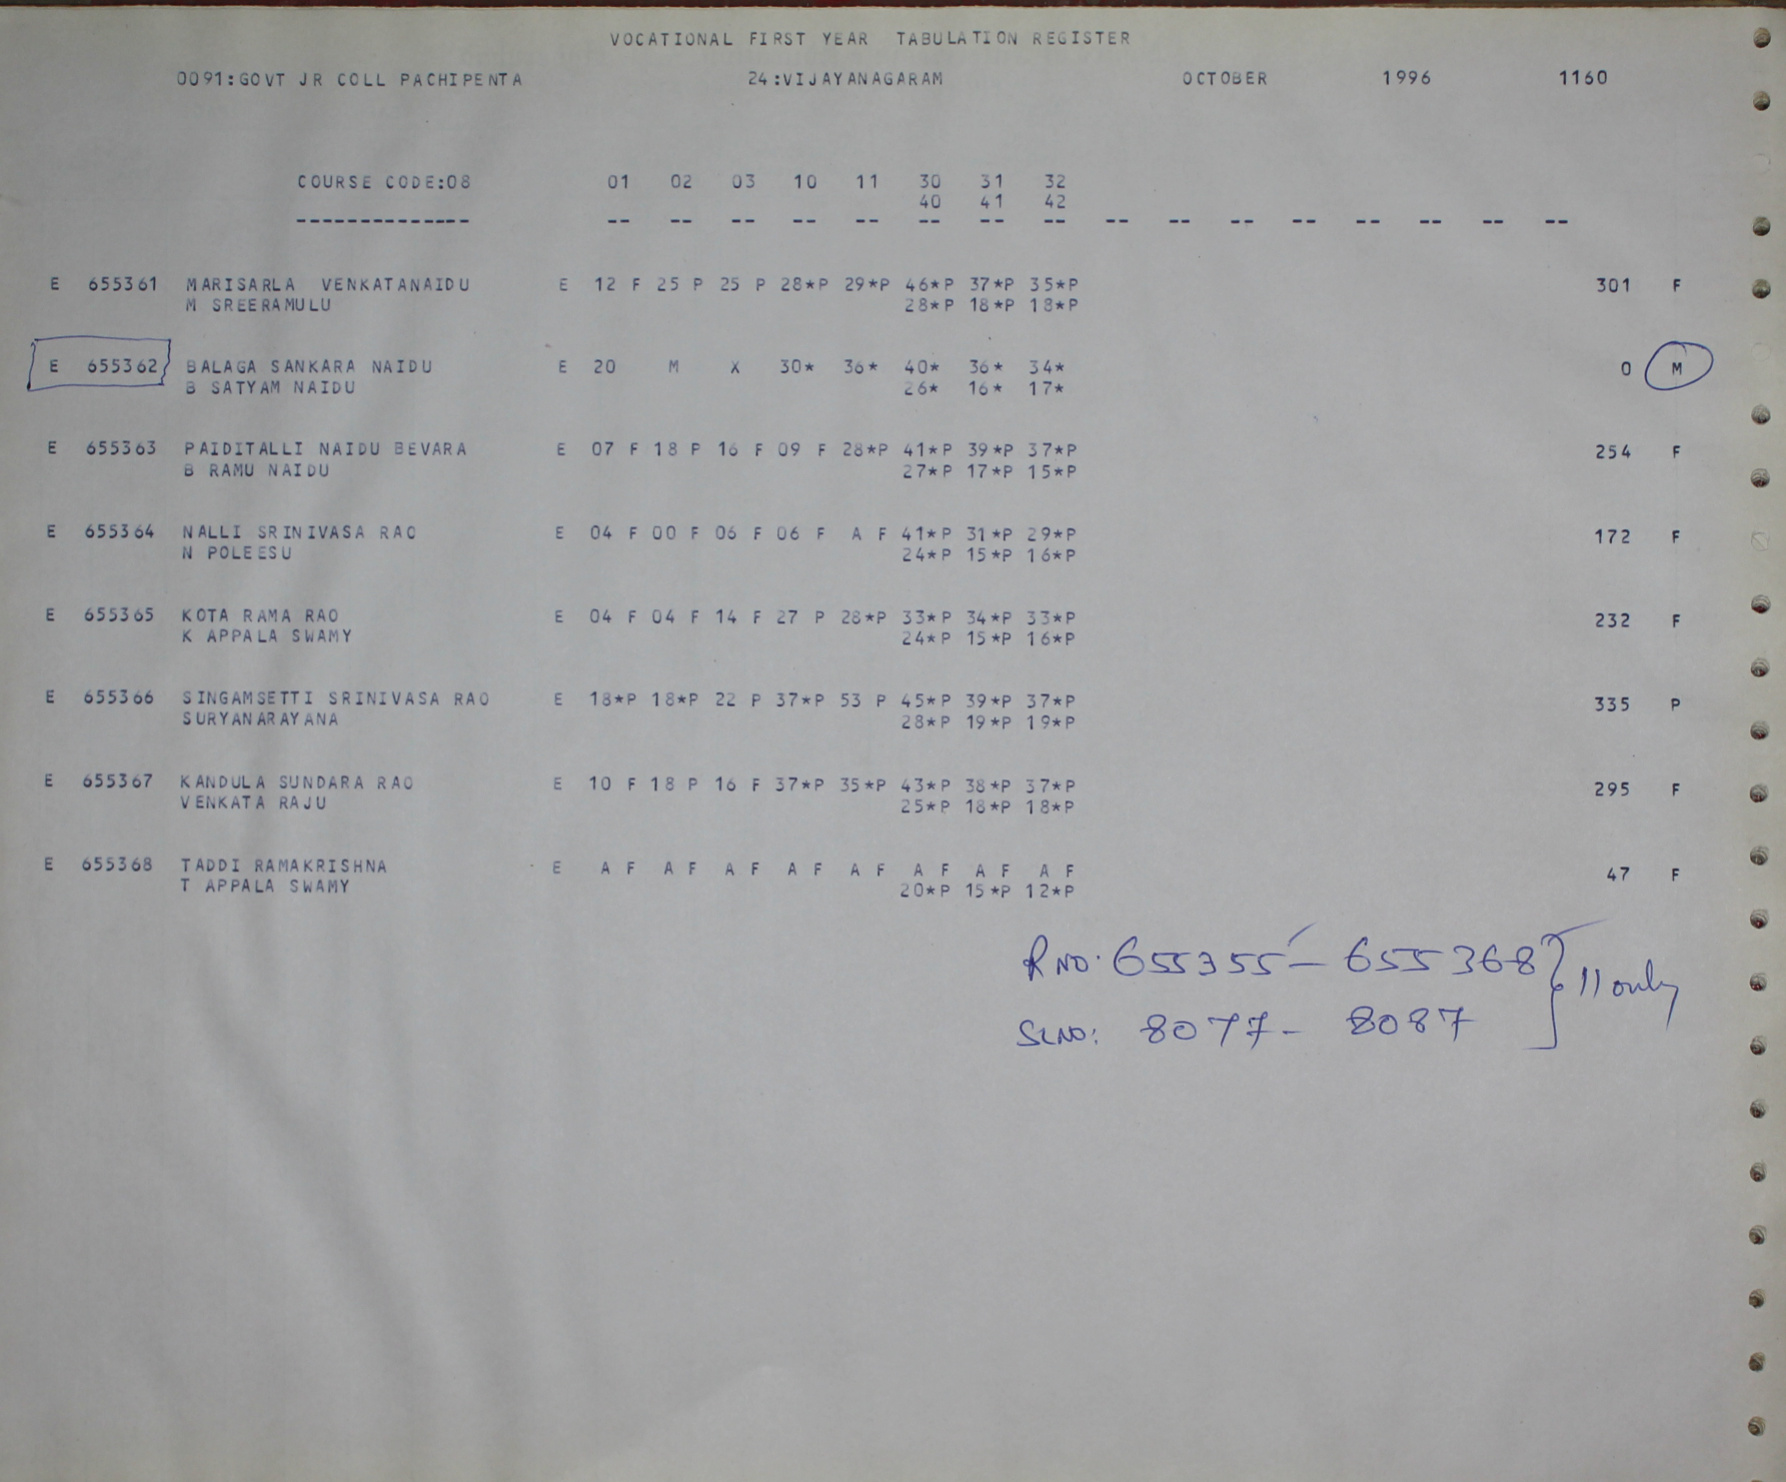 VOCATIONAL FIRST YEAR TABULATION REGISTER
0091:GOVT JR COLL PACHIPENTA 24:VIJAYANAGARAM OCTOBER 1996 1160
COURSE CODE:08 01 02 03 10 11 30 31 32
40 41 42
-------------- -- -- -- -- -- -- -- -- -- -- -- -- -- -- -- --
E 655361 MARISARLA VENKATANAIDU E 12 F 25 P 25 P 28*P 29*P 46*P 37*P 35*P 301 F
M SREERAMULU 28*P 18*P 18*P
E 655362 BALAGA SANKARA NAIDU E 20 M X 30* 36* 40* 36* 34* 0 M
B SATYAM NAIDU 26* 16* 17*
E 655363 PAIDITALLI NAIDU BEVARA E 07 F 18 P 16 F 09 F 28*P 41*P 39*P 37*P 254 F
B RAMU NAIDU 27*P 17*P 15*P
E 655364 NALLI SRINIVASA RAO E 04 F 00 F 06 F 06 F A F 41*P 31*P 29*P 172 F
N POLEESU 24*P 15*P 16*P
E 655365 KOTA RAMA RAO E 04 F 04 F 14 F 27 P 28*P 33*P 34*P 33*P 232 F
K APPALA SWAMY 24*P 15*P 16*P
E 655366 SINGAMSETTI SRINIVASA RAO E 18*P 18*P 22 P 37*P 53 P 45*P 39*P 37*P 335 P
SURYANARAYANA 28*P 19*P 19*P
E 655367 KANDULA SUNDARA RAO E 10 F 18 P 16 F 37*P 35*P 43*P 38*P 37*P 295 F
VENKATA RAJU 25*P 18*P 18*P
E 655368 TADDI RAMAKRISHNA E A F A F A F A F A F A F A F A F 47 F
T APPALA SWAMY 20*P 15*P 12*P
R NO: 655355 - 655368 } 11 only
SLNO: 8077 - 8087